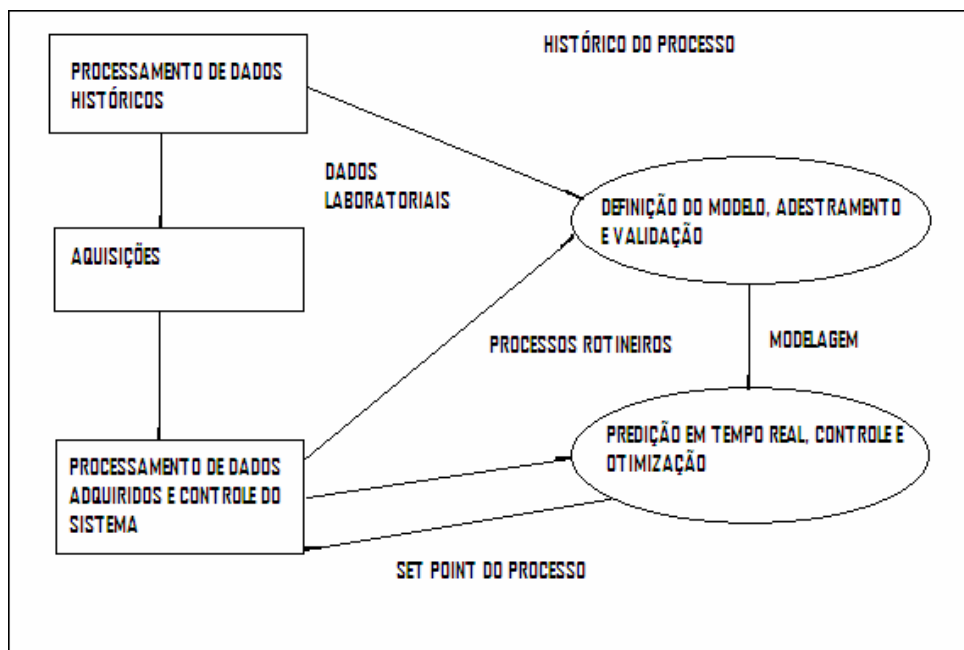 HISTÓRICO DO PROCESSO
PROCESSAMENTO DE DADOS
HISTÓRICOS
DADOS
LABORATORIAIS
DEFINIÇÃO DO MODELO, ADESTRAMENTO
E VALIDAÇÃO
AQUISIÇÕES
PROCESSOS ROTINEIROS
MODELAGEM
PREDIÇÃO EM TEMPO REAL, CONTROLE E
OTIMIZAÇÃO
PROCESSAMENTO DE DADOS
ADQUIRIDOS E CONTROLE DO
SISTEMA
SET POINT DO PROCESSO